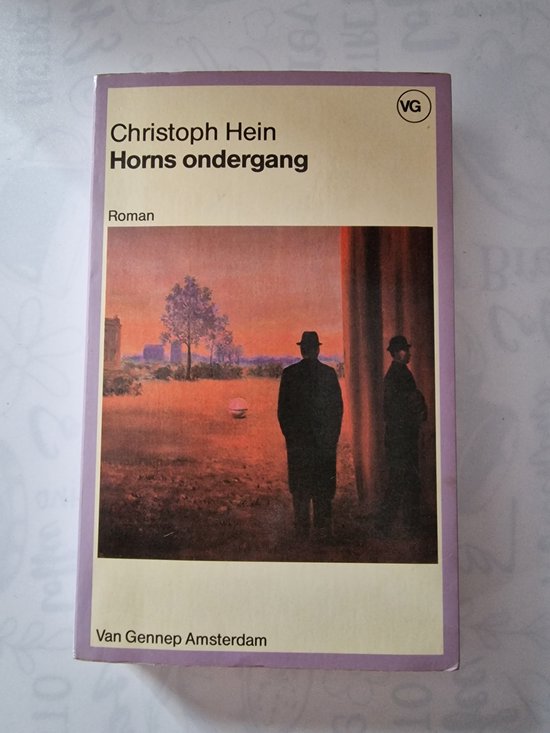 VG
Christoph Hein
Horns ondergang
Roman
Van Gennep Amsterdam